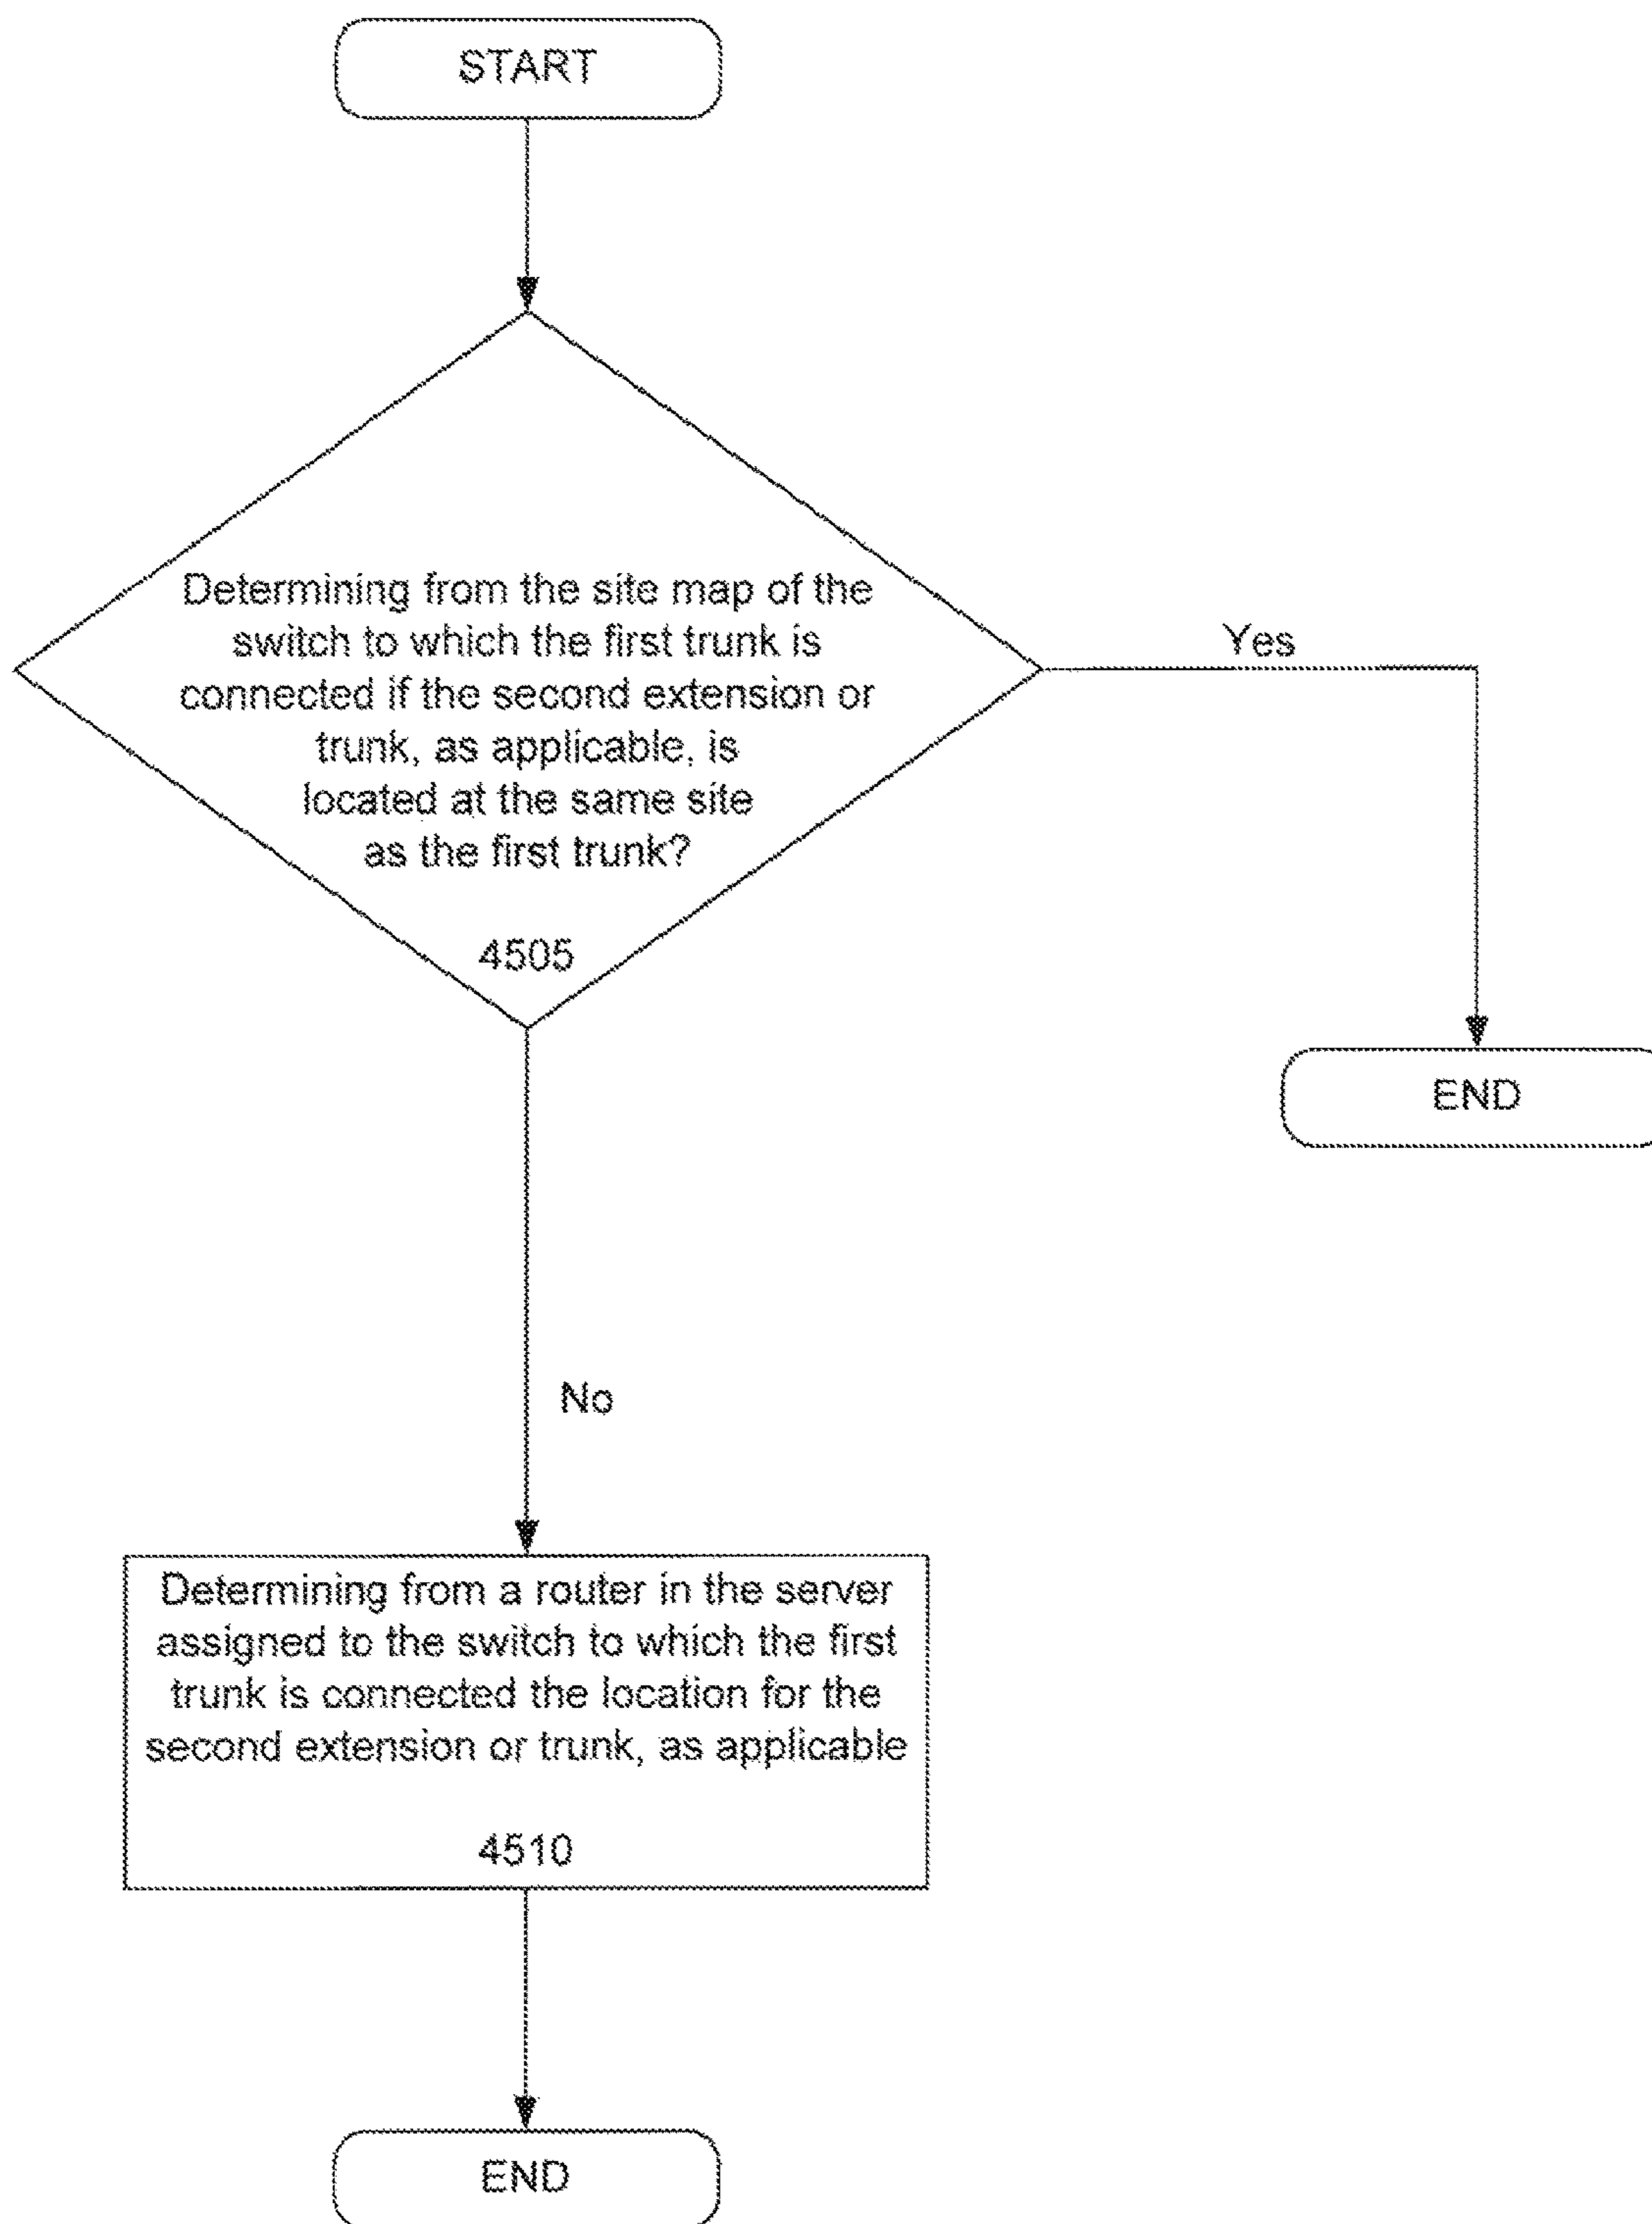 START
Determining from the site map of the
switch to which the first trunk is
connected if the second extension or
trunk, as applicable, is
located at the same site
as the first trunk?
4505
Yes
END
No
Determining from a router in the server
assigned to the switch to which the first
trunk is connected the location for the
second extension or trunk, as applicable
4510
END